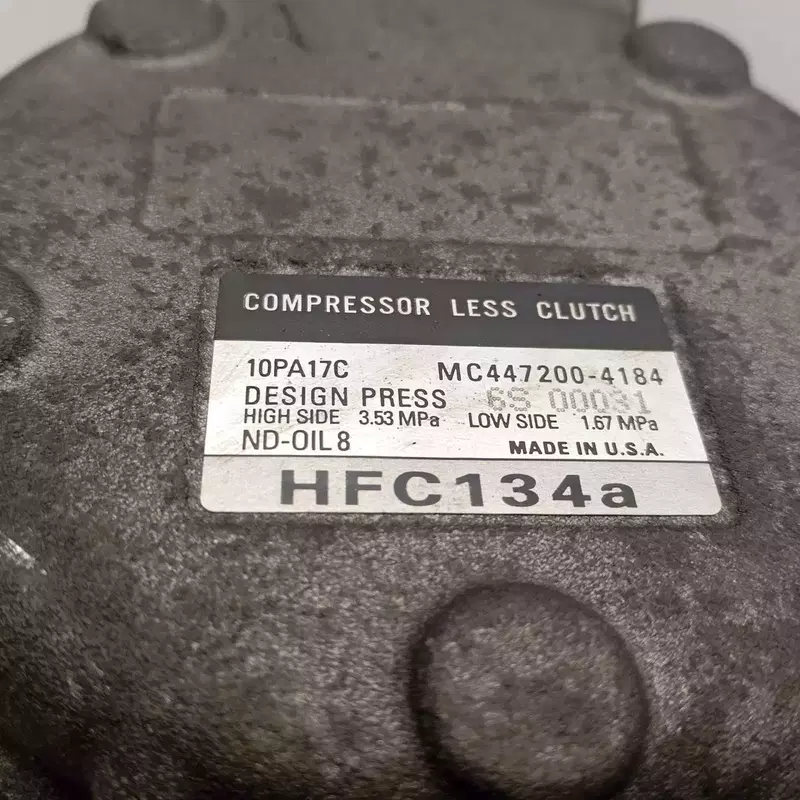 COMPRESSOR LESS CLUTCH
10PA17C MC447200-4184
DESIGN PRESS 6S 00031
HIGH SIDE 3.53 MPa LOW SIDE 1.67 MPa
ND-OIL 8 MADE IN U.S.A.
HFC134a